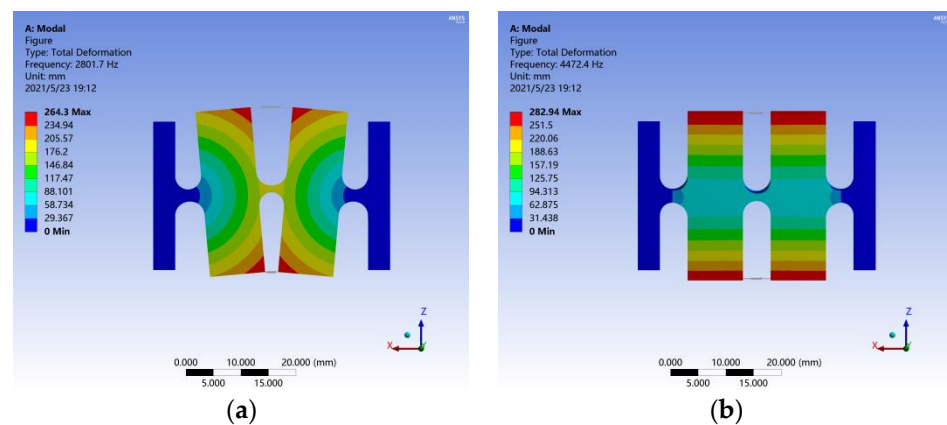 ANSYS
A: Modal
Figure
Type: Total Deformation
Frequency: 2801.7 Hz
Unit: mm
2021/5/23 19:12
264.3 Max
234.94
205.57
176.2
146.84
117.47
88.101
58.734
29.367
0 Min
Z
X
Y
0.000 10.000 20.000 (mm)
5.000 15.000
(a)
ANSYS
A: Modal
Figure
Type: Total Deformation
Frequency: 4472.4 Hz
Unit: mm
2021/5/23 19:12
282.94 Max
251.5
220.06
188.63
157.19
125.75
94.313
62.875
31.438
0 Min
Z
X
Y
0.000 10.000 20.000 (mm)
5.000 15.000
(b)